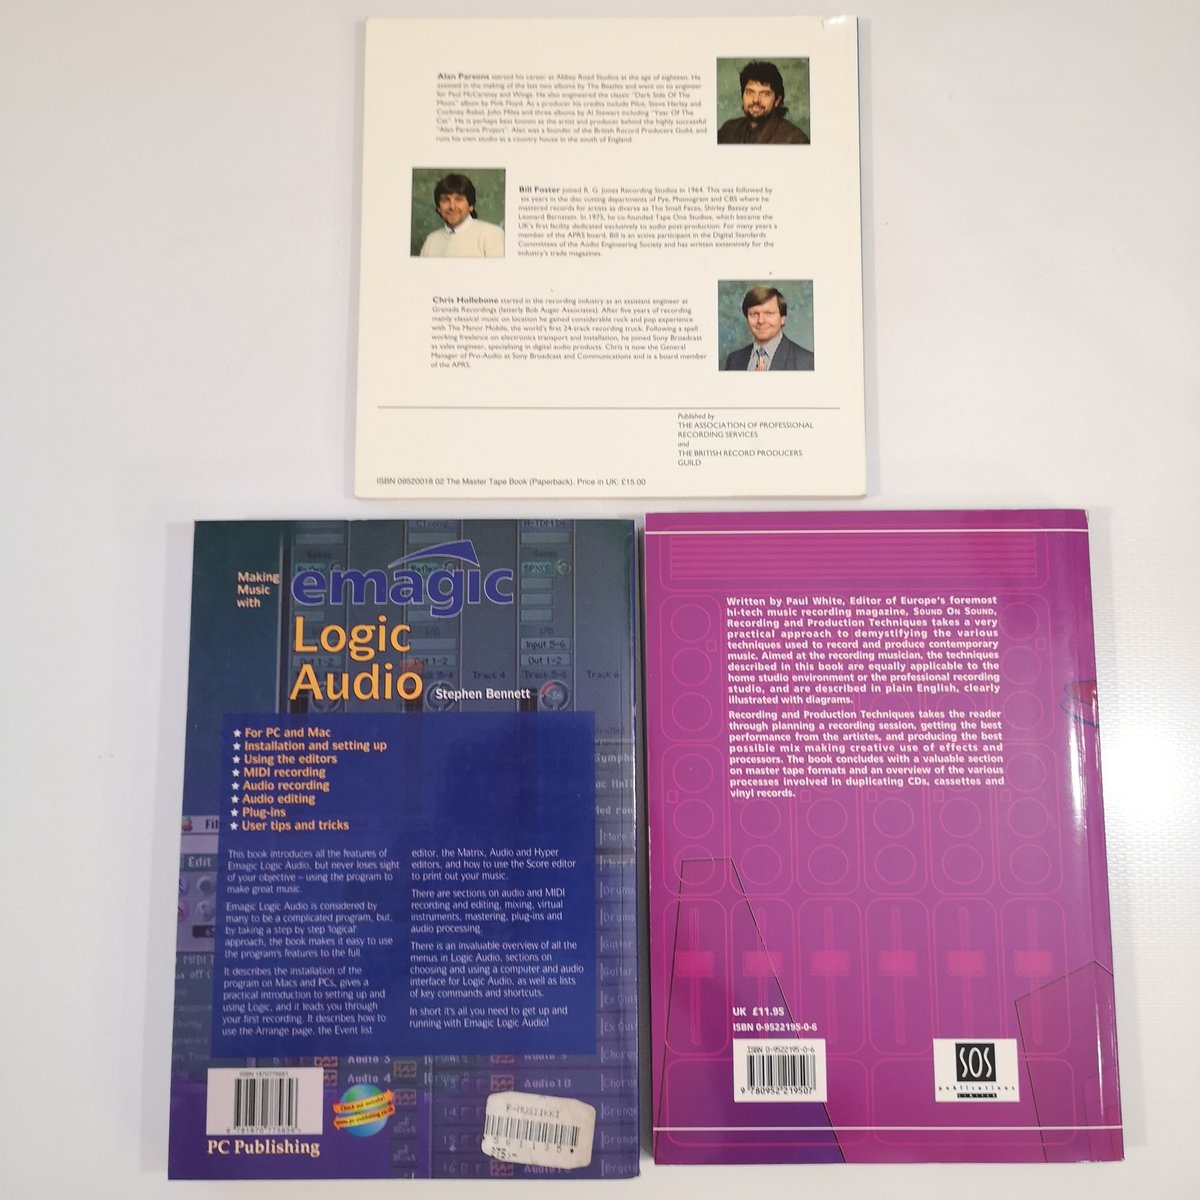 Alan Parsons started his career at Abbey Road Studios at the age of eighteen. He
assisted in the making of the last two albums by The Beatles and went on to engineer
for Paul McCartney and Wings. He also engineered the classic "Dark Side Of The
Moon" album by Pink Floyd. As a producer his credits include Pilot, Steve Harley and
Cockney Rebel, John Miles and three albums by Al Stewart including "Year Of The
Cat". He is perhaps best known as the artist and producer behind the highly successful
"Alan Parsons Project". Alan was a founder of the British Record Producers Guild, and
runs his own studio at a country house in the south of England.
Bill Foster joined R. G. Jones Recording Studios in 1964. This was followed by
six years in the disc cutting departments of Pye, Phonogram and CBS where he
mastered records for artists as diverse as The Small Faces, Shirley Bassey and
Leonard Bernstein. In 1975, he co-founded Tape One Studios, which became the
UK's first facility dedicated exclusively to audio post-production. For many years a
member of the APRS board, Bill is an active participant in the Digital Standards
Committees of the Audio Engineering Society and has written extensively for the
industry's trade magazines.
Chris Hollebone started in the recording industry as an assistant engineer at
Granada Recordings (latterly Bob Auger Associates). After five years of recording
mainly classical music on location he gained considerable rock and pop experience
with The Manor Mobile, the world's first 24-track recording truck. Following a spell
working freelance on electronics transport and installation, he joined Sony Broadcast
as sales engineer, specialising in digital audio products. Chris is now the General
Manager of Pro-Audio at Sony Broadcast and Communications and is a board member
of the APRS.
Published by
THE ASSOCIATION OF PROFESSIONAL
RECORDING SERVICES
and
THE BRITISH RECORD PRODUCERS
GUILD
ISBN 09520018 02 The Master Tape Book (Paperback). Price in UK: £15.00
Making
Music
with
emagic
Logic
Audio
Stephen Bennett
Input 5-6
Out 1-2
Track 4
Track 5-6
Track 6
★ For PC and Mac
★ Installation and setting up
★ Using the editors
★ MIDI recording
★ Audio recording
★ Audio editing
★ Plug-ins
★ User tips and tricks
Edit
This book introduces all the features of
Emagic Logic Audio, but never loses sight
of your objective – using the program to
make great music.
Emagic Logic Audio is considered by
many to be a complicated program, but,
by taking a step by step 'logical'
approach, the book makes it easy to use
the program's features to the full.
It describes the installation of the
program on Macs and PCs, gives a
practical introduction to setting up and
using Logic, and it leads you through
your first recording. It describes how to
use the Arrange page, the Event list
editor, the Matrix, Audio and Hyper
editors, and how to use the Score editor
to print out your music.
There are sections on audio and MIDI
recording and editing, mixing, virtual
instruments, mastering, plug-ins and
audio processing.
There is an invaluable overview of all the
menus in Logic Audio, sections on
choosing and using a computer and audio
interface for Logic Audio, as well as lists
of key commands and shortcuts.
In short it's all you need to get up and
running with Emagic Logic Audio!
Audio 3
Audio 4
Audio10
Check our website!
www.pc-publishing.co.uk
B-MUSIIKKI
275,-
PC Publishing
Written by Paul White, Editor of Europe's foremost
hi-tech music recording magazine, SOUND ON SOUND,
Recording and Production Techniques takes a very
practical approach to demystifying the various
techniques used to record and produce contemporary
music. Aimed at the recording musician, the techniques
described in this book are equally applicable to the
home studio environment or the professional recording
studio, and are described in plain English, clearly
illustrated with diagrams.
Recording and Production Techniques takes the reader
through planning a recording session, getting the best
performance from the artistes, and producing the best
possible mix making creative use of effects and
processors. The book concludes with a valuable section
on master tape formats and an overview of the various
processes involved in duplicating CDs, cassettes and
vinyl records.
UK £11.95
ISBN 0-9522195-0-6
ISBN 0-9522195-0-6
9 780952 219507
SOS
publications
LIMITED